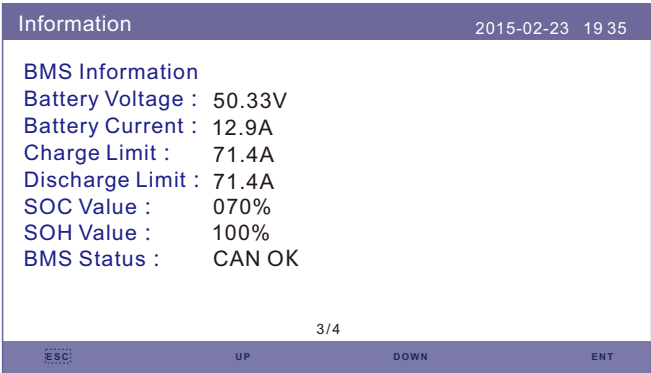 Information 2015-02-23 19 35
BMS Information
Battery Voltage : 50.33V
Battery Current : 12.9A
Charge Limit : 71.4A
Discharge Limit : 71.4A
SOC Value : 070%
SOH Value : 100%
BMS Status : CAN OK
3/4
ESC UP DOWN ENT